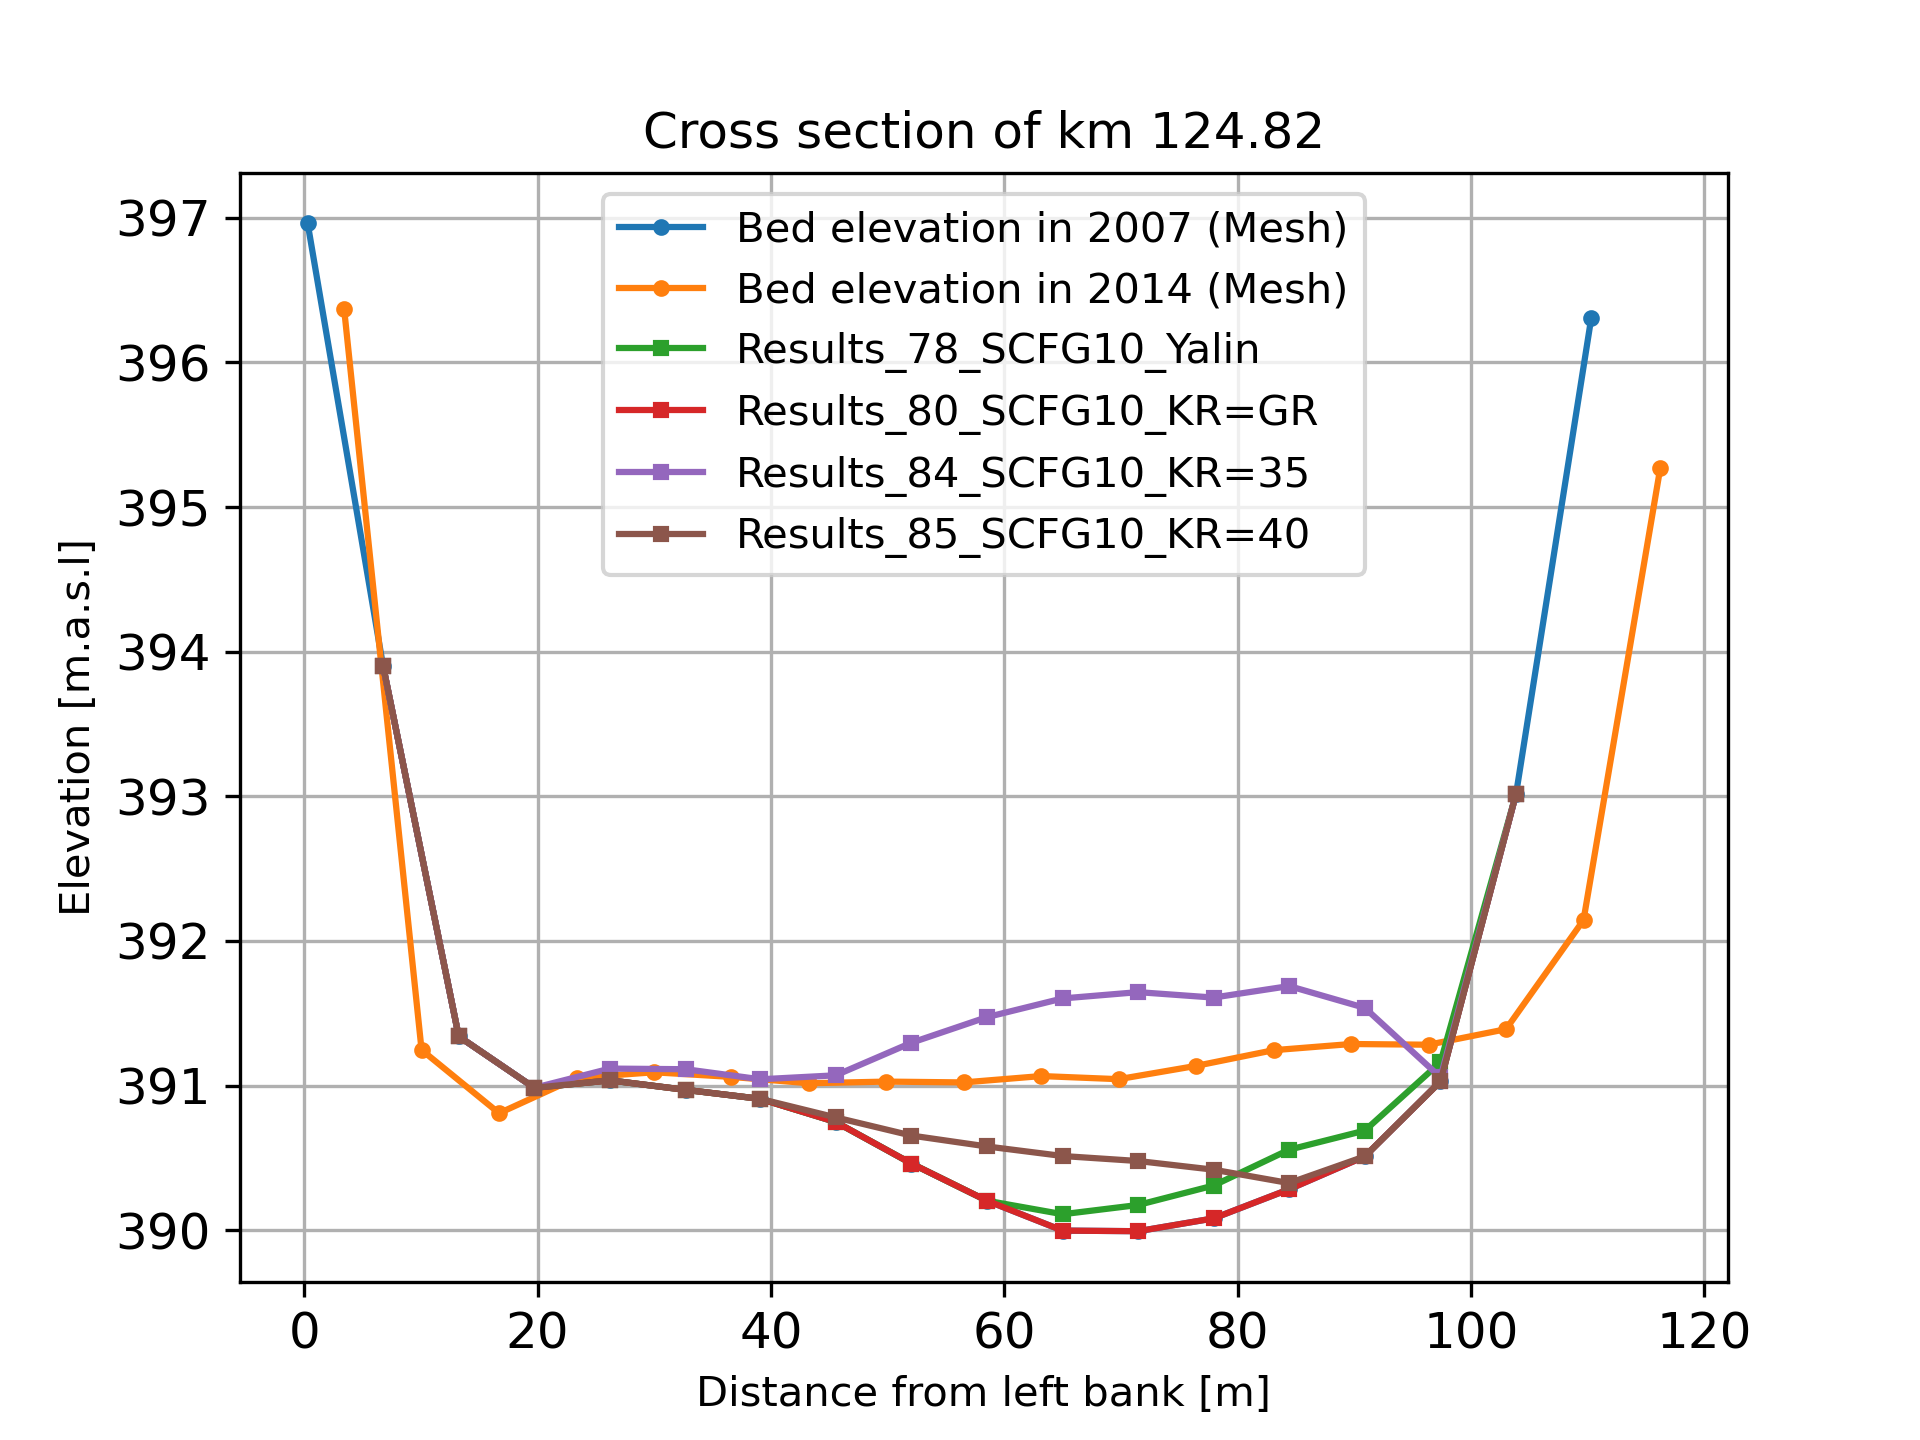 Cross section of km 124.82
Bed elevation in 2007 (Mesh)
Bed elevation in 2014 (Mesh)
Results_78_SCFG10_Yalin
Results_80_SCFG10_KR=GR
Results_84_SCFG10_KR=35
Results_85_SCFG10_KR=40
Elevation [m.a.s.l]
397
396
395
394
393
392
391
390
0 20 40 60 80 100 120
Distance from left bank [m]